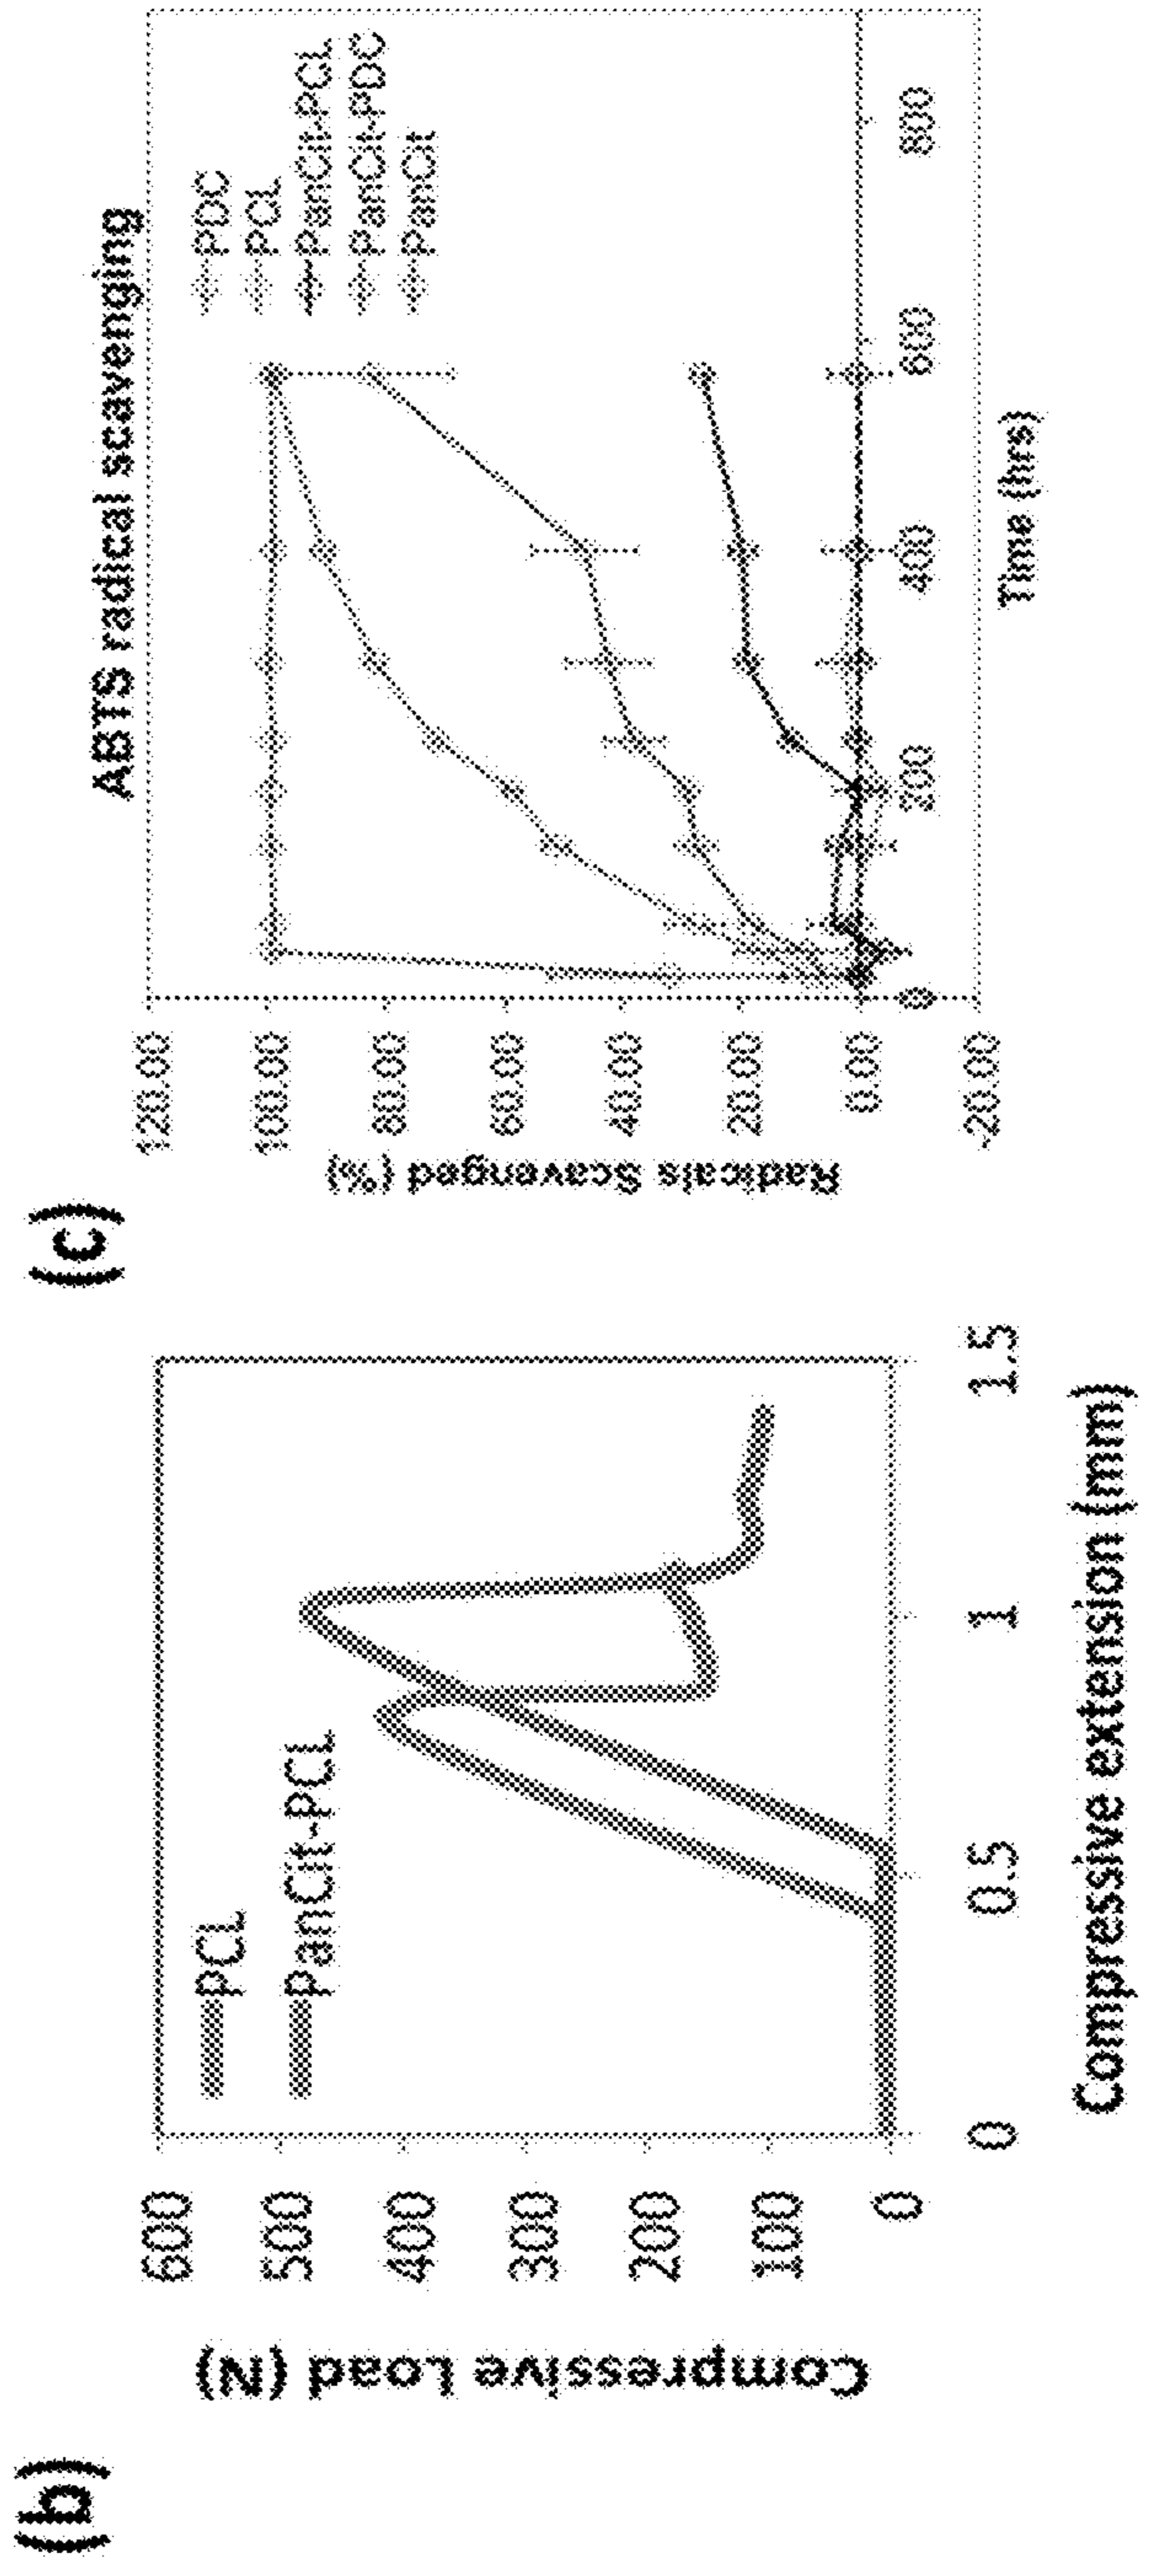 (b)
Compressive Load (N)
600
500
400
300
200
100
0
PCL
PanCit-PCL
0
0.5
1
1.5
Compressive extension (mm)
(c)
ABTS radical scavenging
Radicals Scavenged (%)
120.00
100.00
80.00
60.00
40.00
20.00
0.00
-20.00
PDC
PCL
PanCit-PCL
PanCit-PDC
PanCit
0
200
400
600
800
Time (hrs)